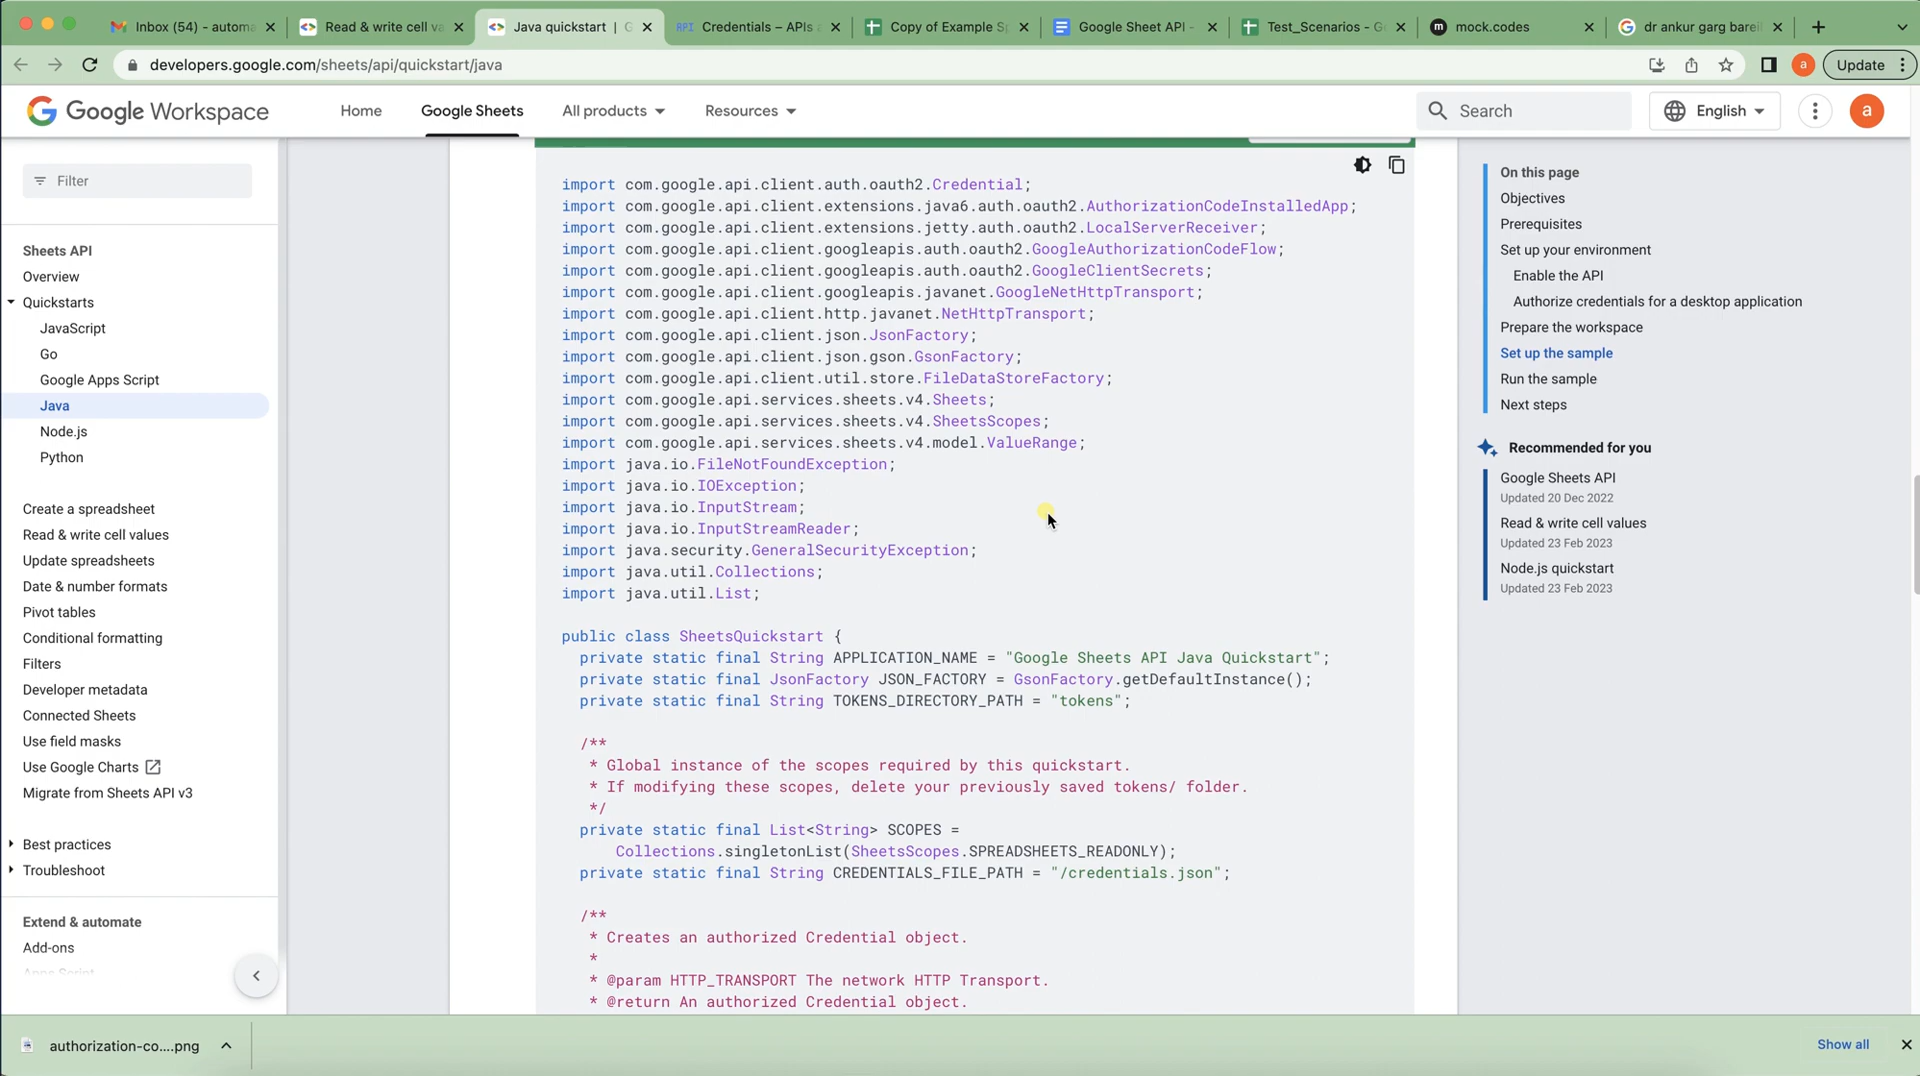 Inbox (54) - automa
Read & write cell va
Java quickstart | G
Credentials – APIs a
Copy of Example Sp
Google Sheet API -
Test_Scenarios - Go
mock.codes
dr ankur garg bareil
developers.google.com/sheets/api/quickstart/java
a
Update
Google Workspace
Home
Google Sheets
All products
Resources
Search
English
a
Filter
Sheets API
Overview
Quickstarts
JavaScript
Go
Google Apps Script
Java
Node.js
Python
Create a spreadsheet
Read & write cell values
Update spreadsheets
Date & number formats
Pivot tables
Conditional formatting
Filters
Developer metadata
Connected Sheets
Use field masks
Use Google Charts
Migrate from Sheets API v3
Best practices
Troubleshoot
Extend & automate
Add-ons
Apps Script
import com.google.api.client.auth.oauth2.Credential;
import com.google.api.client.extensions.java6.auth.oauth2.AuthorizationCodeInstalledApp;
import com.google.api.client.extensions.jetty.auth.oauth2.LocalServerReceiver;
import com.google.api.client.googleapis.auth.oauth2.GoogleAuthorizationCodeFlow;
import com.google.api.client.googleapis.auth.oauth2.GoogleClientSecrets;
import com.google.api.client.googleapis.javanet.GoogleNetHttpTransport;
import com.google.api.client.http.javanet.NetHttpTransport;
import com.google.api.client.json.JsonFactory;
import com.google.api.client.json.gson.GsonFactory;
import com.google.api.client.util.store.FileDataStoreFactory;
import com.google.api.services.sheets.v4.Sheets;
import com.google.api.services.sheets.v4.SheetsScopes;
import com.google.api.services.sheets.v4.model.ValueRange;
import java.io.FileNotFoundException;
import java.io.IOException;
import java.io.InputStream;
import java.io.InputStreamReader;
import java.security.GeneralSecurityException;
import java.util.Collections;
import java.util.List;
public class SheetsQuickstart {
private static final String APPLICATION_NAME = "Google Sheets API Java Quickstart";
private static final JsonFactory JSON_FACTORY = GsonFactory.getDefaultInstance();
private static final String TOKENS_DIRECTORY_PATH = "tokens";
/**
* Global instance of the scopes required by this quickstart.
* If modifying these scopes, delete your previously saved tokens/ folder.
*/
private static final List<String> SCOPES =
Collections.singletonList(SheetsScopes.SPREADSHEETS_READONLY);
private static final String CREDENTIALS_FILE_PATH = "/credentials.json";
/**
* Creates an authorized Credential object.
*
* @param HTTP_TRANSPORT The network HTTP Transport.
* @return An authorized Credential object.
On this page
Objectives
Prerequisites
Set up your environment
Enable the API
Authorize credentials for a desktop application
Prepare the workspace
Set up the sample
Run the sample
Next steps
Recommended for you
Google Sheets API
Updated 20 Dec 2022
Read & write cell values
Updated 23 Feb 2023
Node.js quickstart
Updated 23 Feb 2023
authorization-co....png
Show all